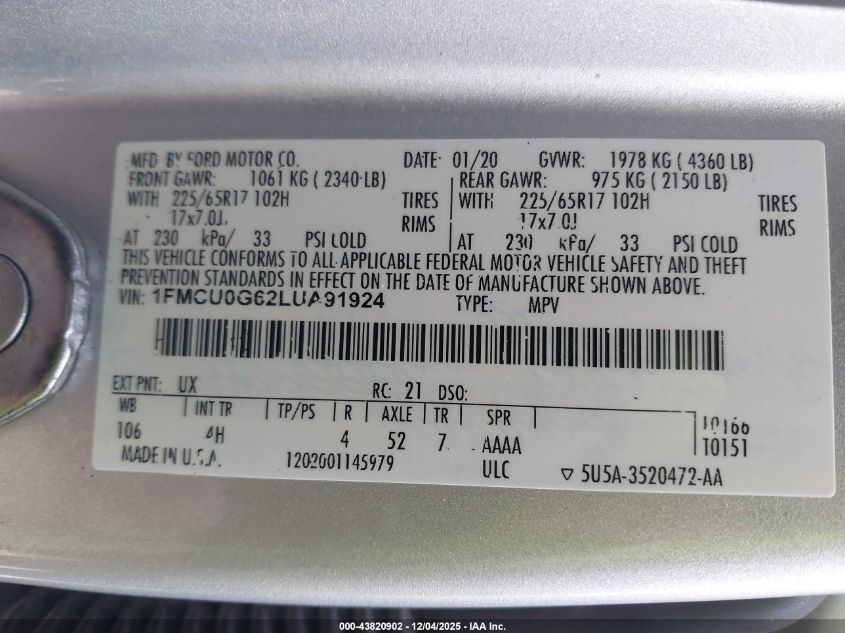 MFD BY FORD MOTOR CO. DATE: 01/20 GVWR: 1978 KG ( 4360 LB)
FRONT GAWR: 1061 KG ( 2340 LB) REAR GAWR: 975 KG ( 2150 LB)
WITH 225/65R17 102H TIRES WITH 225/65R17 102H TIRES
17x7.0J RIMS 17x7.0J RIMS
AT 230 kPa/ 33 PSI COLD AT 230 kPa/ 33 PSI COLD
THIS VEHICLE CONFORMS TO ALL APPLICABLE FEDERAL MOTOR VEHICLE SAFETY AND THEFT
PREVENTION STANDARDS IN EFFECT ON THE DATE OF MANUFACTURE SHOWN ABOVE.
VIN: 1FMCU0G62LUA91924 TYPE: MPV
EXT PNT: UX RC: 21 DSO:
WB INT TR TP/PS R AXLE TR SPR
106 4H 4 52 7 AAAA 10166
T0151
MADE IN U.S.A. 1202001145979 ULC ▽ 5U5A-3520472-AA
000-43820902 - 12/04/2025 - IAA Inc.